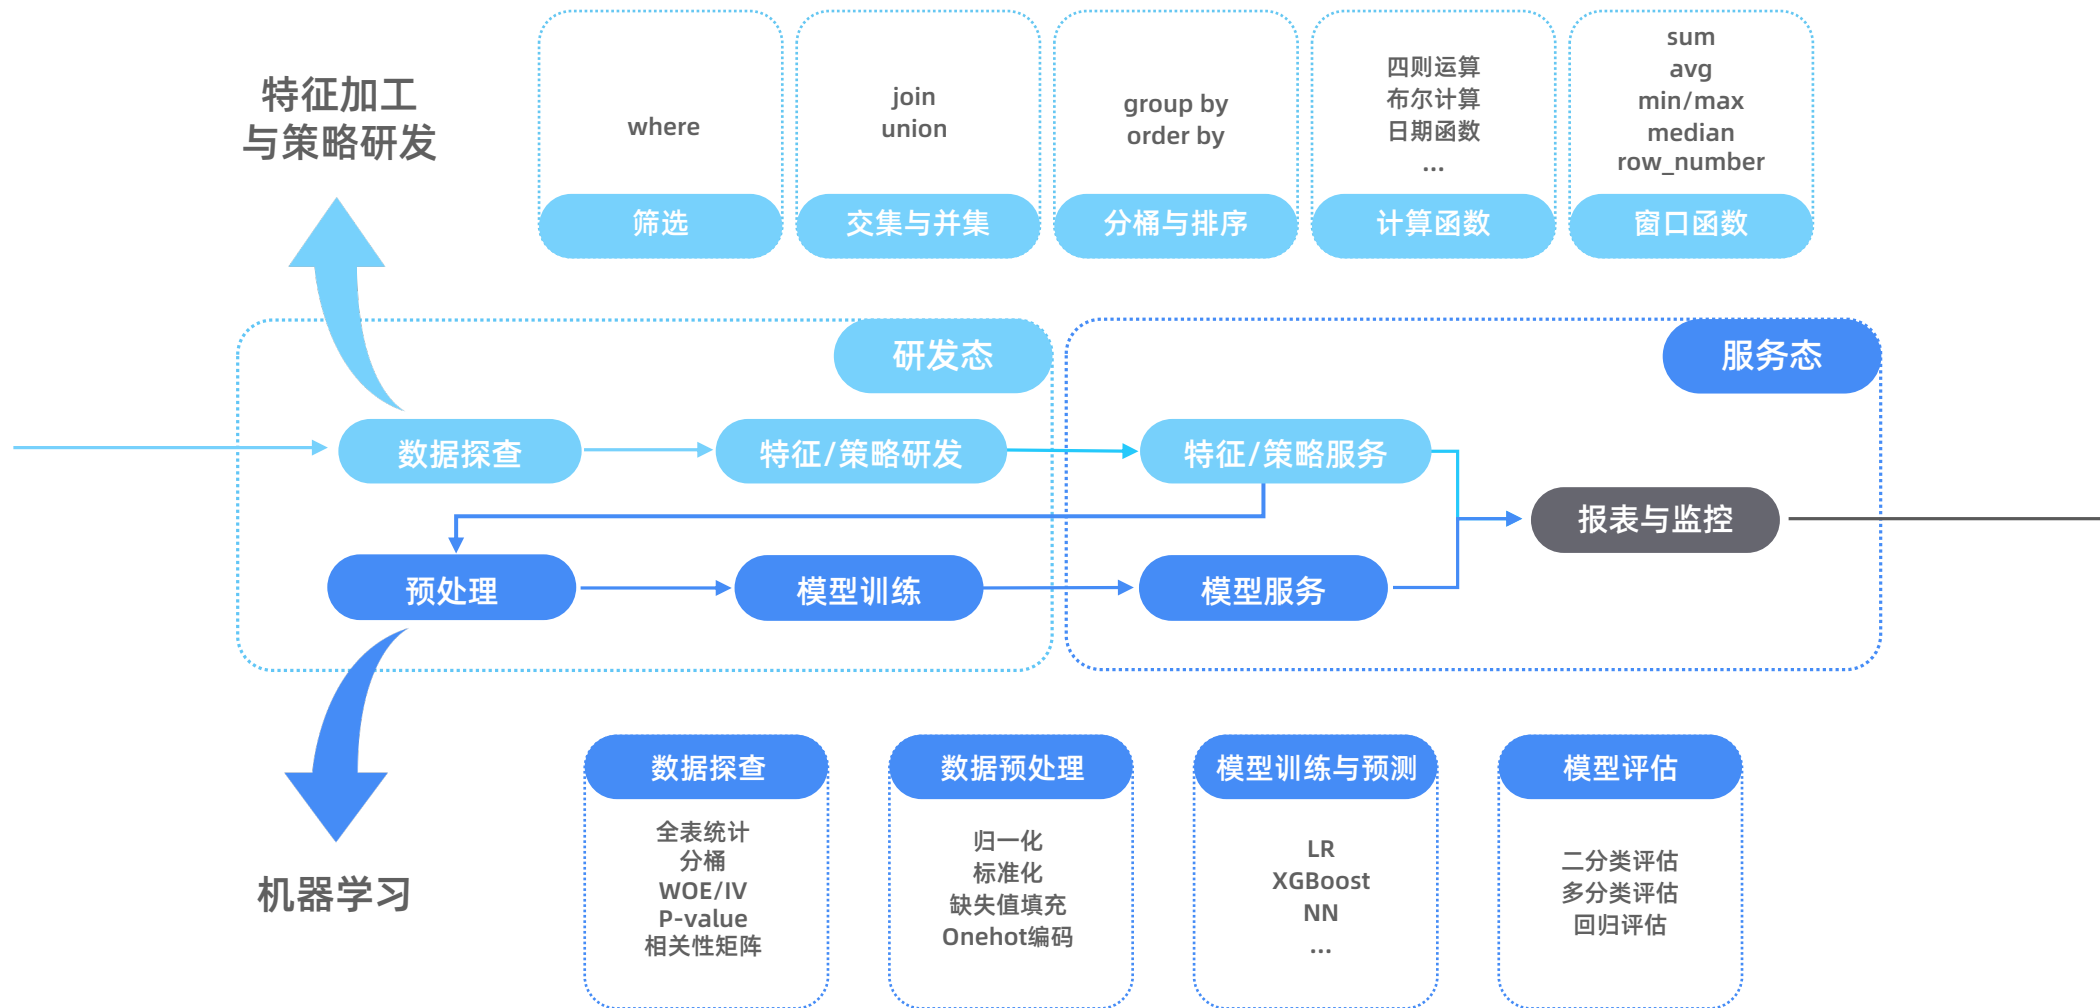 特征加工
与策略研发
where
筛选
join
union
交集与并集
group by
order by
分桶与排序
四则运算
布尔计算
日期函数
...
计算函数
sum
avg
min/max
median
row_number
窗口函数
研发态
服务态
数据探查
特征/策略研发
特征/策略服务
报表与监控
预处理
模型训练
模型服务
机器学习
数据探查
全表统计
分桶
WOE/IV
P-value
相关性矩阵
数据预处理
归一化
标准化
缺失值填充
Onehot编码
模型训练与预测
LR
XGBoost
NN
...
模型评估
二分类评估
多分类评估
回归评估